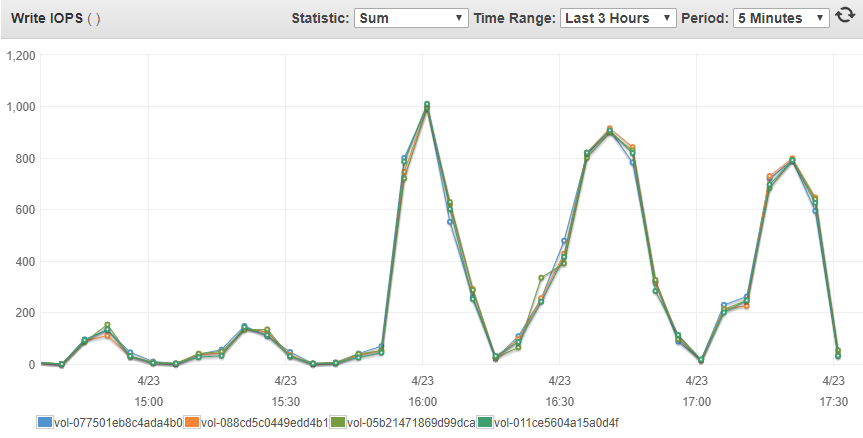 Write IOPS ( ) Statistic: Sum Time Range: Last 3 Hours Period: 5 Minutes
1,200
1,000
800
600
400
200
0
4/23 4/23 4/23 4/23 4/23 4/23
15:00 15:30 16:00 16:30 17:00 17:30
vol-077501eb8c4ada4b0 vol-088cd5c0449edd4b1 vol-05b21471869d99dca vol-011ce5604a15a0d4f